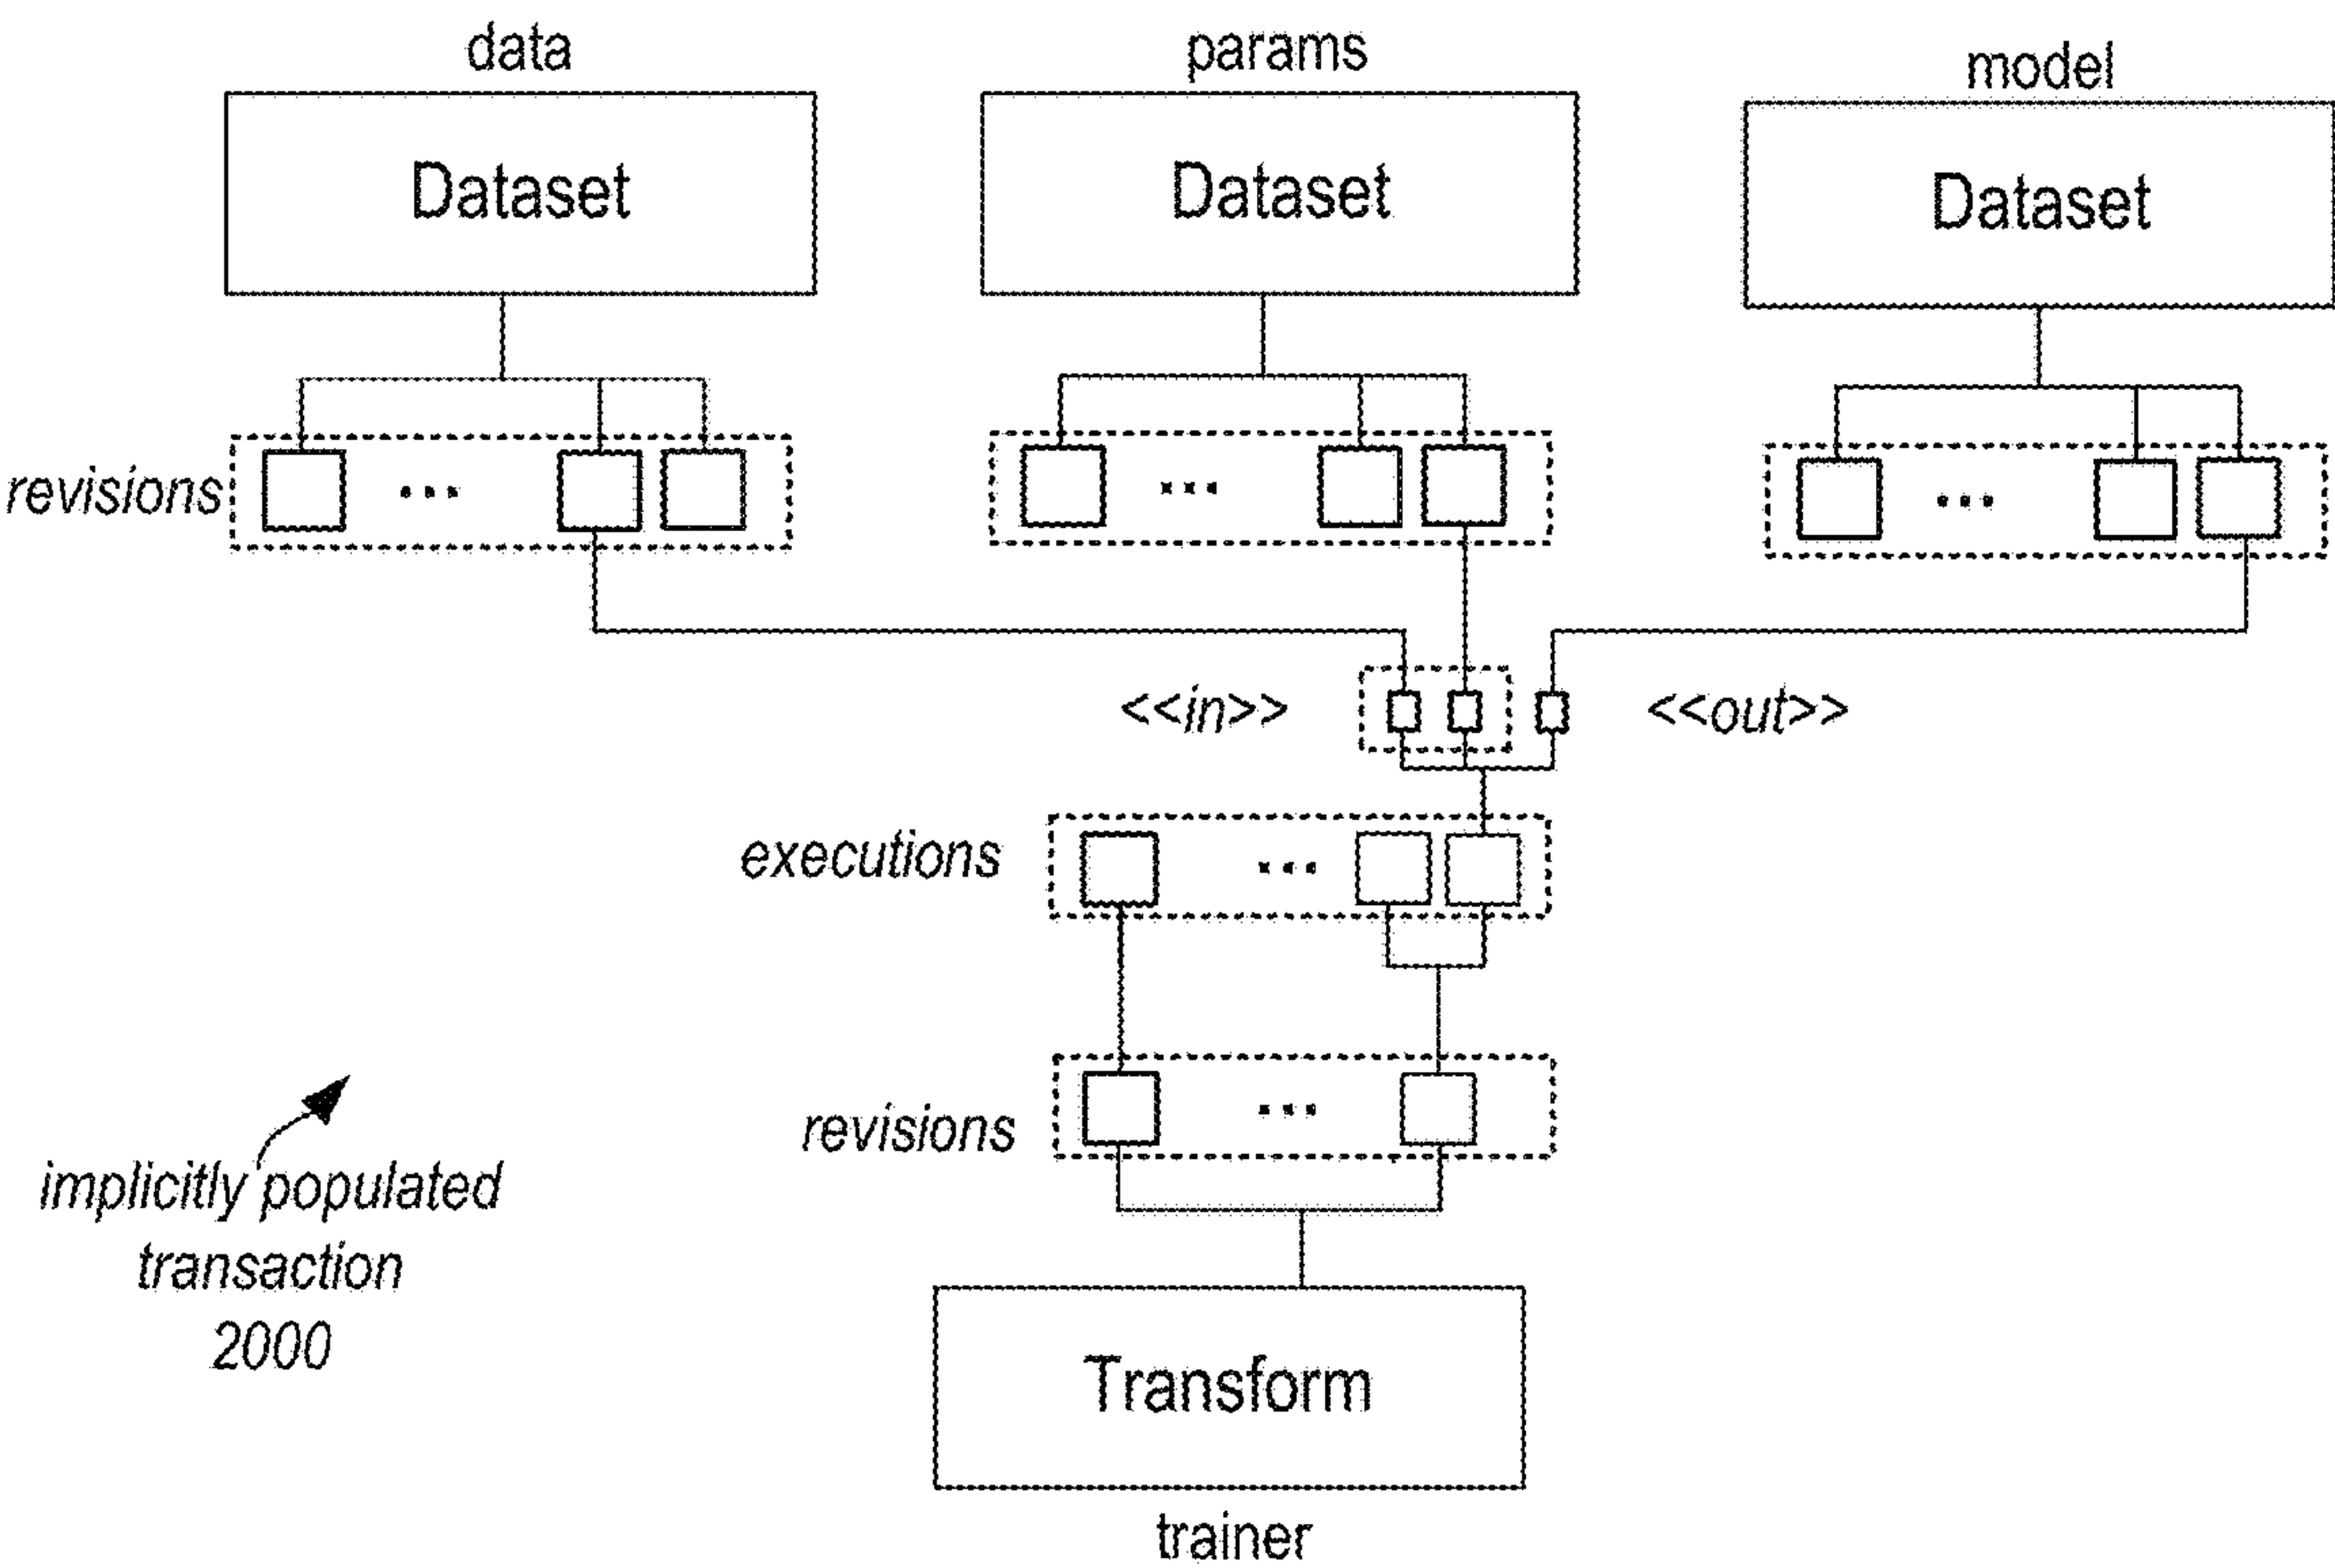 data
params
model
Dataset
Dataset
Dataset
revisions
<<in>>
<<out>>
executions
revisions
implicitly populated
transaction
2000
Transform
trainer